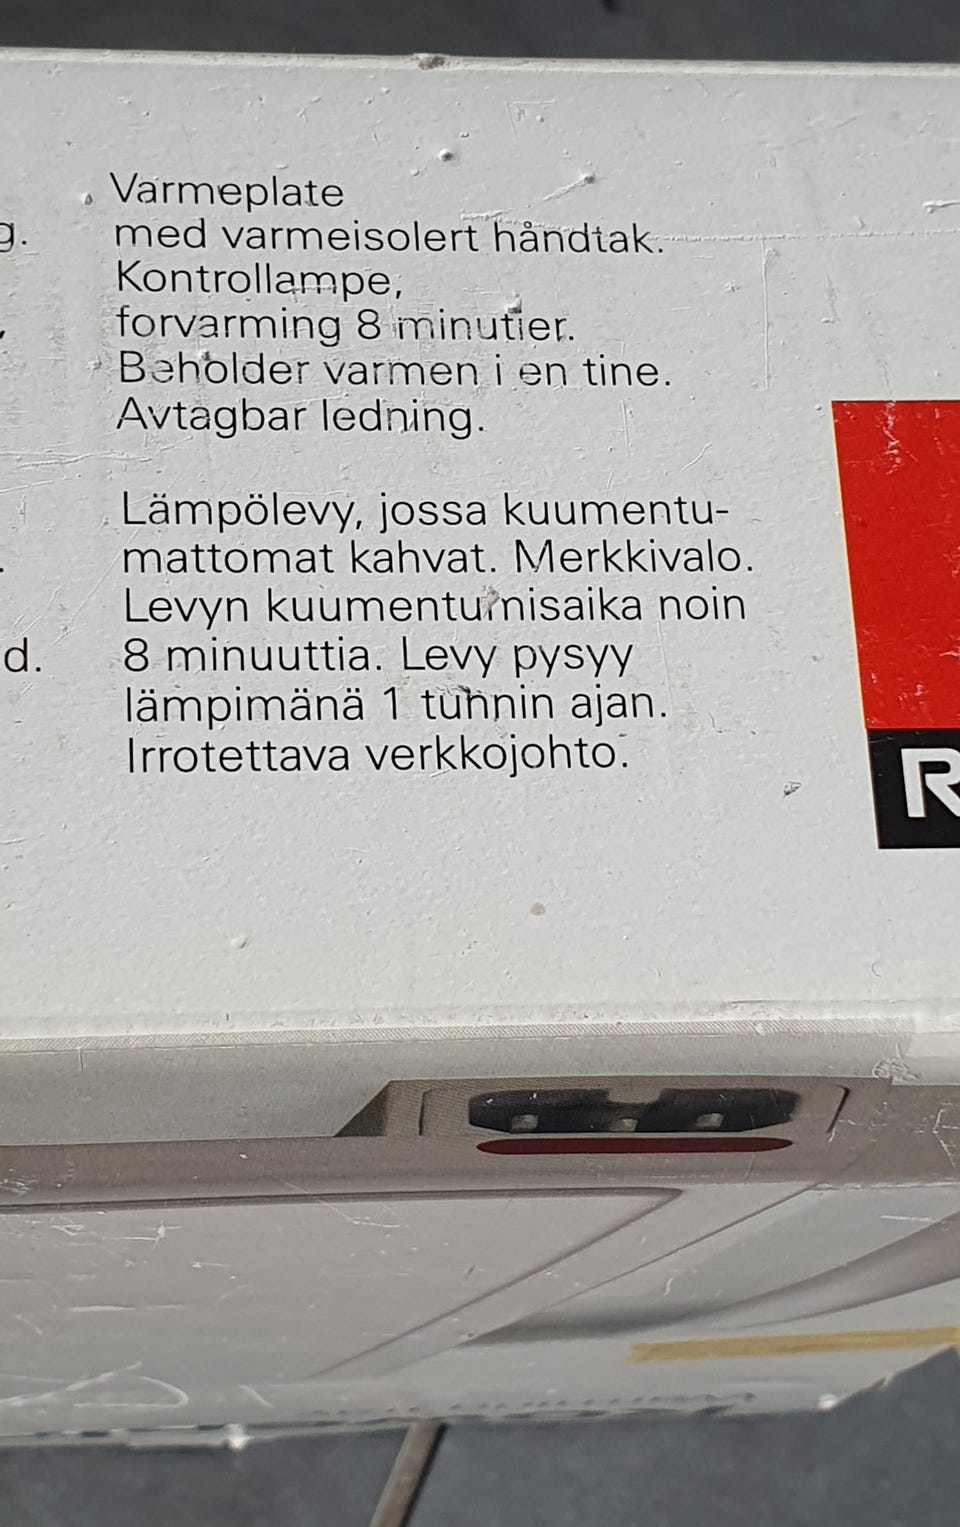 g.
,
.
d.
Varmeplate
med varmeisolert håndtak.
Kontrollampe,
forvarming 8 minutier.
Beholder varmen i en tine.
Avtagbar ledning.
Lämpölevy, jossa kuumentu-
mattomat kahvat. Merkkivalo.
Levyn kuumentumisaika noin
8 minuuttia. Levy pysyy
lämpimänä 1 tunnin ajan.
Irrotettava verkkojohto.
R